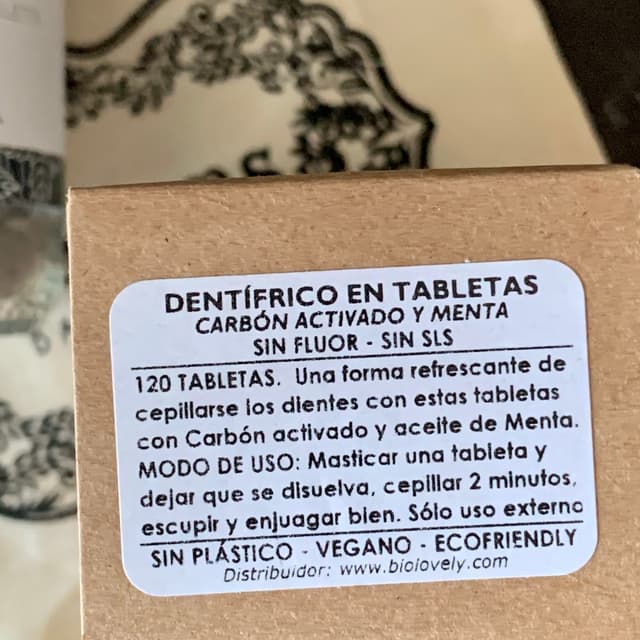 DENTÍFRICO EN TABLETAS
CARBÓN ACTIVADO Y MENTA
SIN FLUOR - SIN SLS
120 TABLETAS. Una forma refrescante de
cepillarse los dientes con estas tabletas
con Carbón activado y aceite de Menta.
MODO DE USO: Masticar una tableta y
dejar que se disuelva, cepillar 2 minutos,
escupir y enjuagar bien. Sólo uso externo
SIN PLÁSTICO - VEGANO - ECOFRIENDLY
Distribuidor: www.biolovely.com